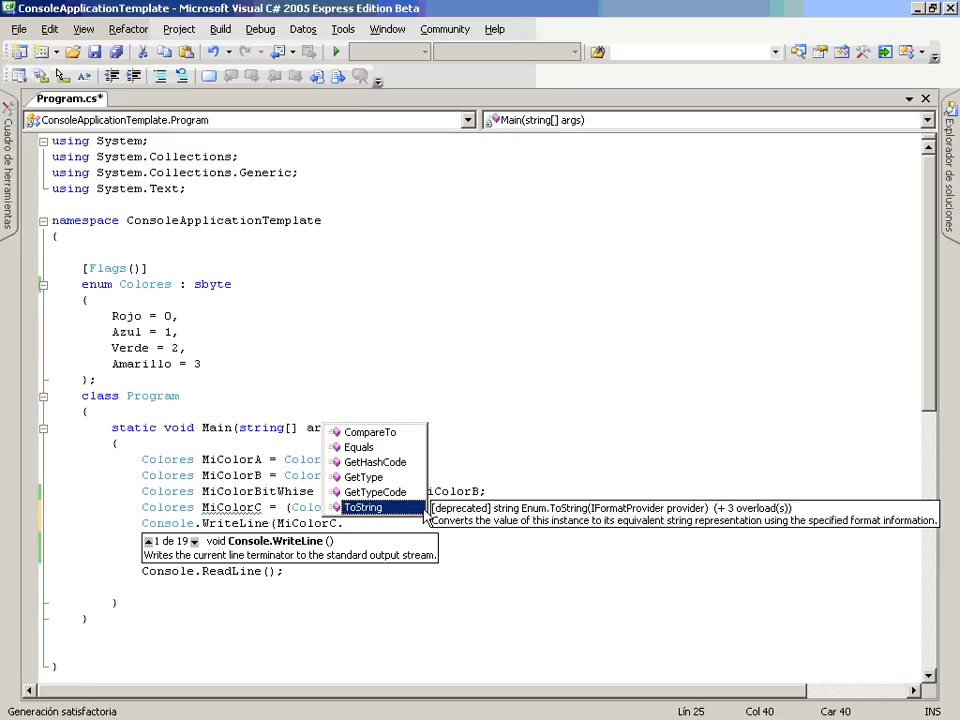 ConsoleApplicationTemplate - Microsoft Visual C# 2005 Express Edition Beta
File Edit View Refactor Project Build Debug Datos Tools Window Community Help
Program.cs*
ConsoleApplicationTemplate.Program
Main(string[] args)
Cuadro de herramientas
Explorador de soluciones
using System;
using System.Collections;
using System.Collections.Generic;
using System.Text;
namespace ConsoleApplicationTemplate
{
[Flags()]
enum Colores : sbyte
{
Rojo = 0,
Azul = 1,
Verde = 2,
Amarillo = 3
};
class Program
{
static void Main(string[] ar
{
Colores MiColorA = Color
Colores MiColorB = Color
Colores MiColorBitWhise iColorB;
Colores MiColorC = (Colo
Console.WriteLine(MiColorC.
CompareTo
Equals
GetHashCode
GetType
GetTypeCode
ToString
[deprecated] string Enum.ToString(IFormatProvider provider) (+ 3 overload(s))
Converts the value of this instance to its equivalent string representation using the specified format information.
1 de 19 void Console.WriteLine ()
Writes the current line terminator to the standard output stream.
Console.ReadLine();
}
}
}
Generación satisfactoria
Lín 25 Col 40 Car 40 INS